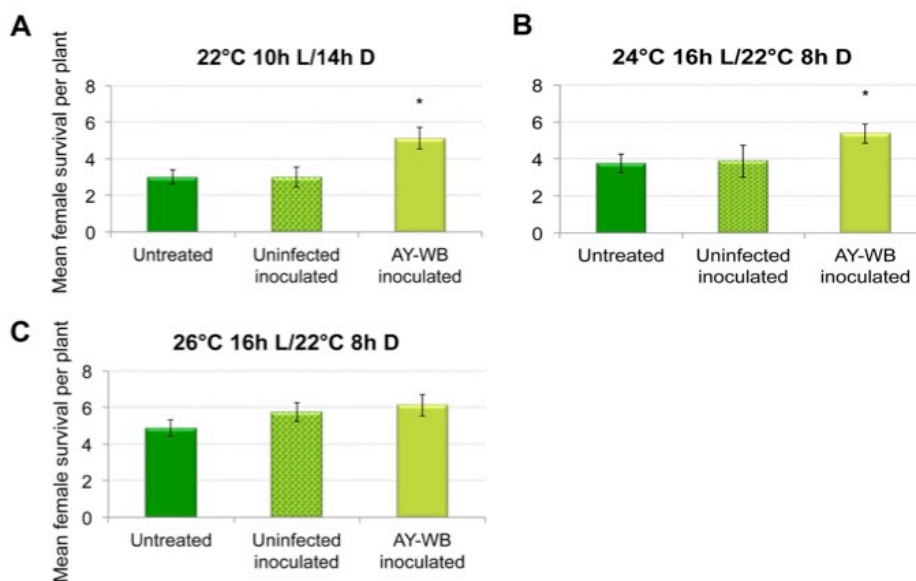 A
22°C 10h L/14h D
Mean female survival per plant
8
6
4
2
0
*
Untreated
Uninfected
inoculated
AY-WB
inoculated
B
24°C 16h L/22°C 8h D
8
6
4
2
0
*
Untreated
Uninfected
inoculated
AY-WB
inoculated
C
26°C 16h L/22°C 8h D
Mean female survival per plant
8
6
4
2
0
Untreated
Uninfected
inoculated
AY-WB
inoculated